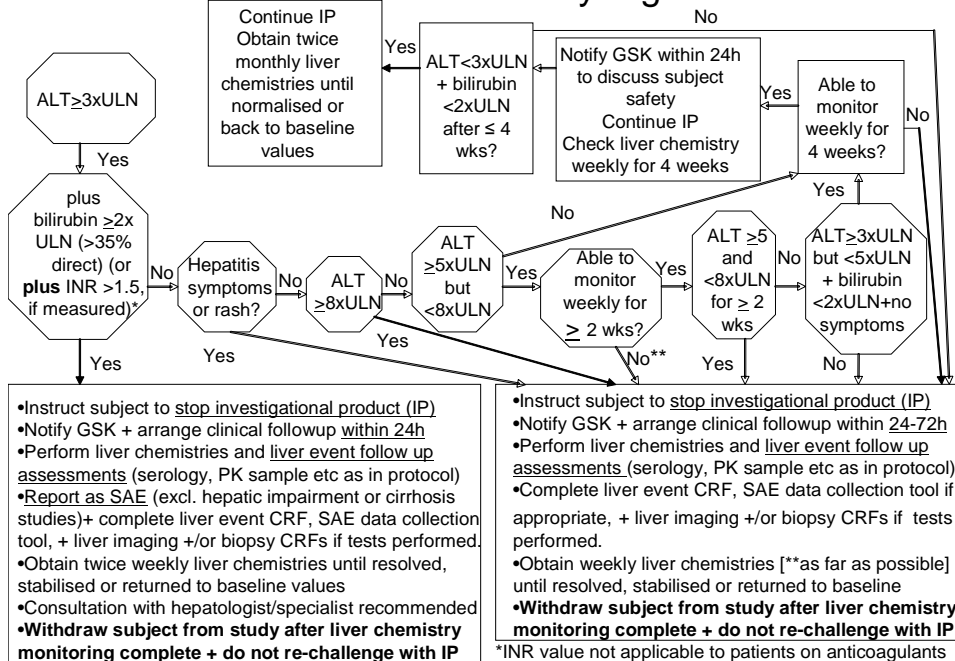 No
Continue IP
Obtain twice
monthly liver
chemistries until
normalised or
back to baseline
values
Yes
ALT<3xULN
+ bilirubin
<2xULN
after ≤ 4
wks?
Notify GSK within 24h
to discuss subject
safety
Continue IP
Check liver chemistry
weekly for 4 weeks
Yes
Able to
monitor
weekly for
4 weeks?
No
ALT≥3xULN
Yes
plus
bilirubin ≥2x
ULN (>35%
direct) (or
plus INR >1.5,
if measured)*
No
Hepatitis
symptoms
or rash?
No
ALT
≥8xULN
No
ALT
≥5xULN
but
<8xULN
No
Yes
Able to
monitor
weekly for
≥ 2 wks?
Yes
ALT ≥5
and
<8xULN
for ≥ 2
wks
No
Yes
ALT≥3xULN
but <5xULN
+ bilirubin
<2xULN+no
symptoms
Yes
Yes
Yes
No**
Yes
No
•Instruct subject to stop investigational product (IP)
•Notify GSK + arrange clinical followup within 24h
•Perform liver chemistries and liver event follow up
assessments (serology, PK sample etc as in protocol)
•Report as SAE (excl. hepatic impairment or cirrhosis
studies)+ complete liver event CRF, SAE data collection
tool, + liver imaging +/or biopsy CRFs if tests performed.
•Obtain twice weekly liver chemistries until resolved,
stabilised or returned to baseline values
•Consultation with hepatologist/specialist recommended
•Withdraw subject from study after liver chemistry
monitoring complete + do not re-challenge with IP
•Instruct subject to stop investigational product (IP)
•Notify GSK + arrange clinical followup within 24-72h
•Perform liver chemistries and liver event follow up
assessments (serology, PK sample etc as in protocol)
•Complete liver event CRF, SAE data collection tool if
appropriate, + liver imaging +/or biopsy CRFs if tests
performed.
•Obtain weekly liver chemistries [**as far as possible]
until resolved, stabilised or returned to baseline
•Withdraw subject from study after liver chemistry
monitoring complete + do not re-challenge with IP
*INR value not applicable to patients on anticoagulants